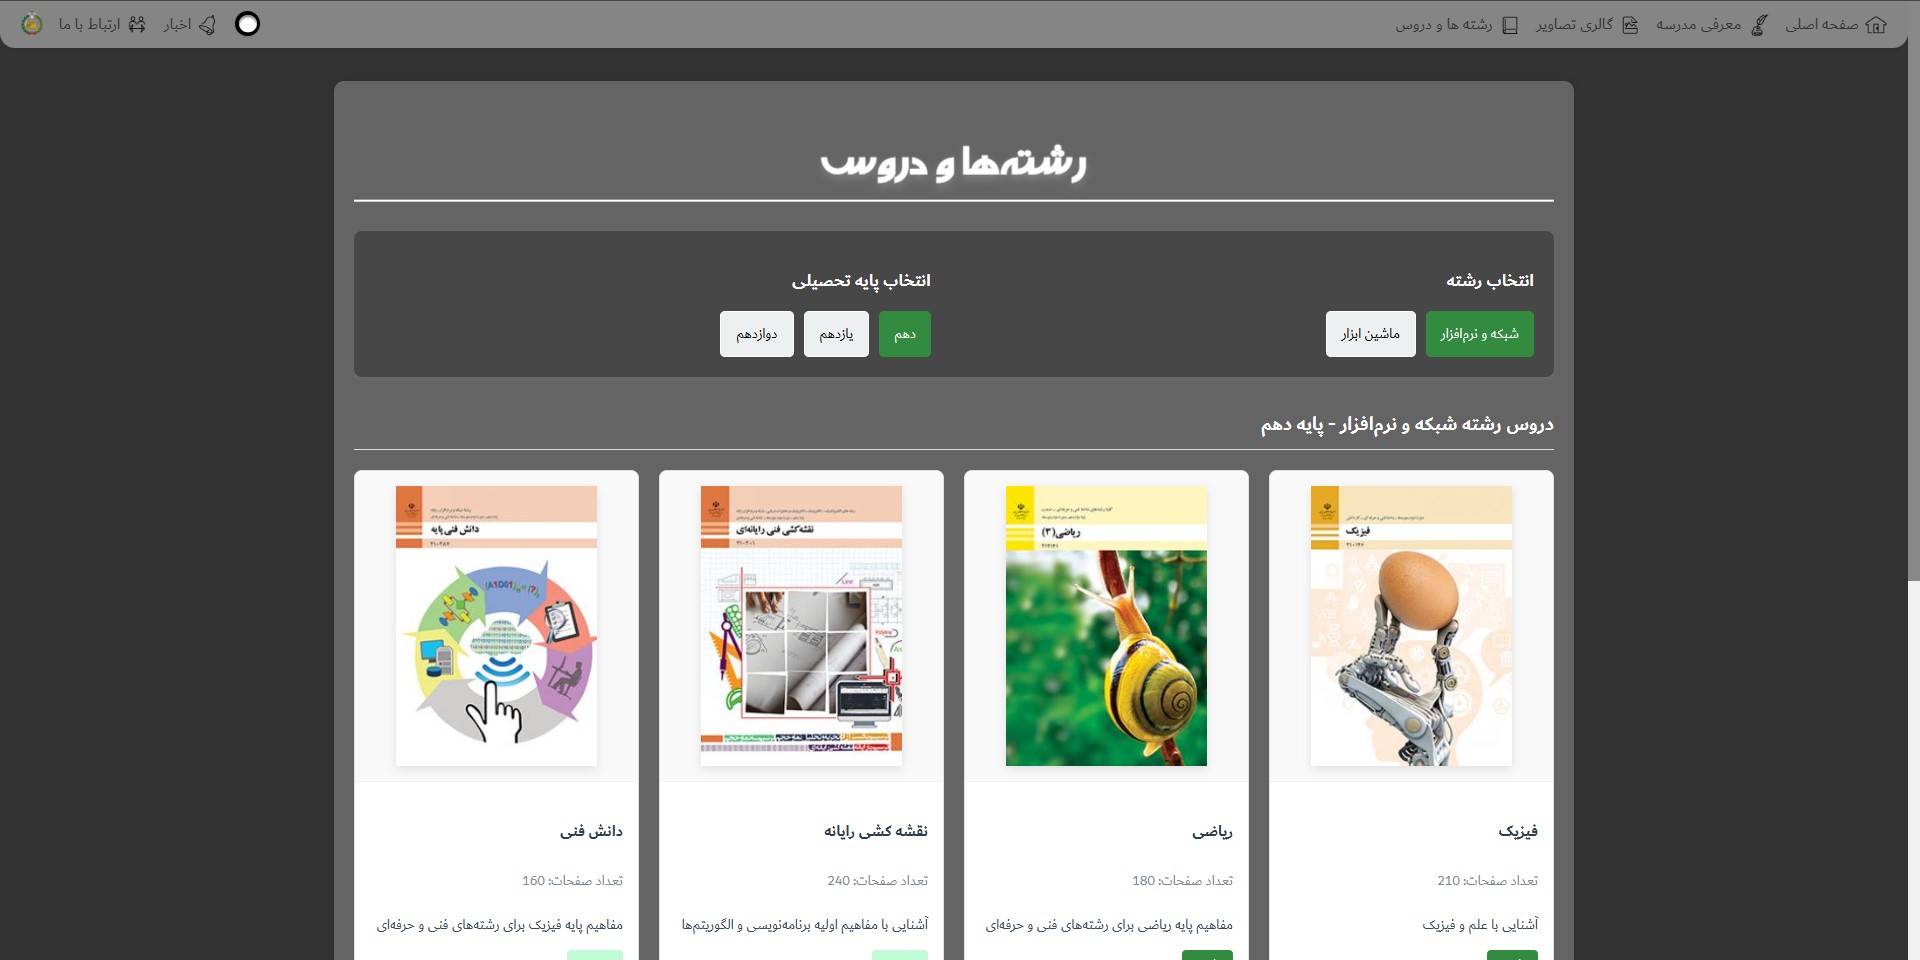 صفحه اصلی
معرفی مدرسه
گالری تصاویر
رشته ها و دروس
اخبار
ارتباط با ما
رشته‌ها و دروس
انتخاب رشته
شبکه و نرم‌افزار
ماشین ابزار
انتخاب پایه تحصیلی
دهم
یازدهم
دوازدهم
دروس رشته شبکه و نرم‌افزار - پایه دهم
فیزیک
ریاضی(۳)
نقشه‌کشی فنی رایانه‌ای
دانش فنی پایه
Line
فیزیک
تعداد صفحات: 210
آشنایی با علم و فیزیک
ریاضی
تعداد صفحات: 180
مفاهیم پایه ریاضی برای رشته‌های فنی و حرفه‌ای
نقشه کشی رایانه
تعداد صفحات: 240
آشنایی با مفاهیم اولیه برنامه‌نویسی و الگوریتم‌ها
دانش فنی
تعداد صفحات: 160
مفاهیم پایه فیزیک برای رشته‌های فنی و حرفه‌ای